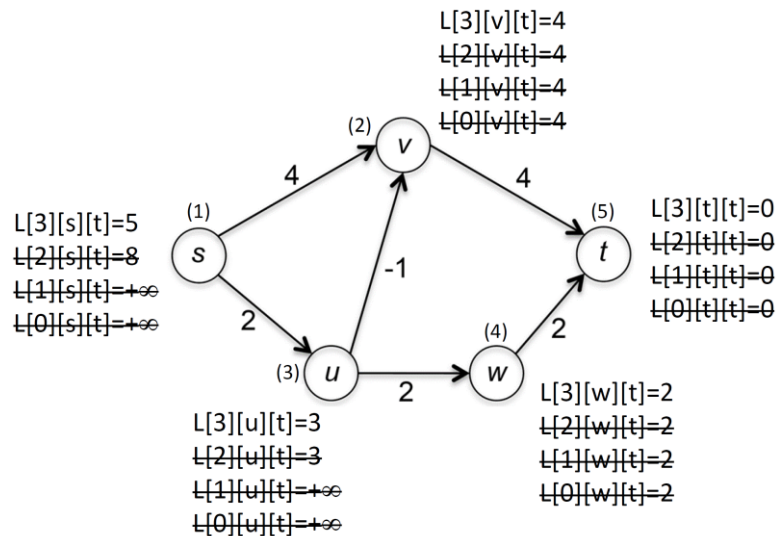 L[3][v][t]=4
L[2][v][t]=4
L[1][v][t]=4
L[0][v][t]=4
(2)
v
4
4
L[3][s][t]=5
L[2][s][t]=8
L[1][s][t]=+∞
L[0][s][t]=+∞
(1)
s
-1
(5)
t
L[3][t][t]=0
L[2][t][t]=0
L[1][t][t]=0
L[0][t][t]=0
2
(3)
u
2
(4)
w
2
L[3][u][t]=3
L[2][u][t]=3
L[1][u][t]=+∞
L[0][u][t]=+∞
L[3][w][t]=2
L[2][w][t]=2
L[1][w][t]=2
L[0][w][t]=2